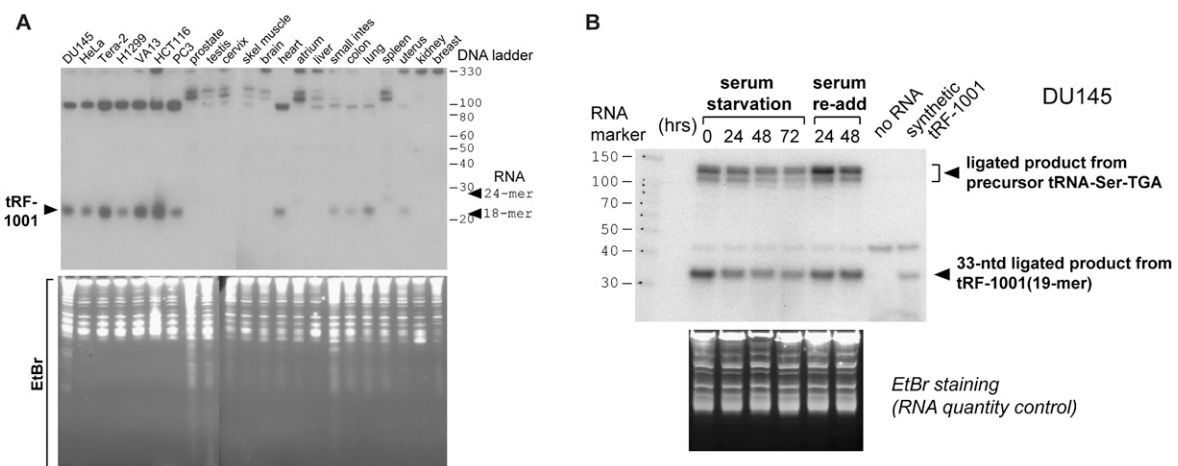 A
DU145
HeLa
Tera-2
H1299
VA13
HCT116
PC3
prostate
testis
cervix
skel muscle
brain
heart
atrium
liver
small intes
colon
lung
spleen
uterus
kidney
breast
DNA ladder
330
100
80
60
50
40
RNA
30
24-mer
18-mer
20
tRF-
1001
EtBr
B
serum
starvation
serum
re-add
no RNA
synthetic
tRF-1001
DU145
RNA
marker
(hrs)
0 24 48 72 24 48
150
100
70
50
40
30
ligated product from
precursor tRNA-Ser-TGA
33-ntd ligated product from
tRF-1001(19-mer)
EtBr staining
(RNA quantity control)